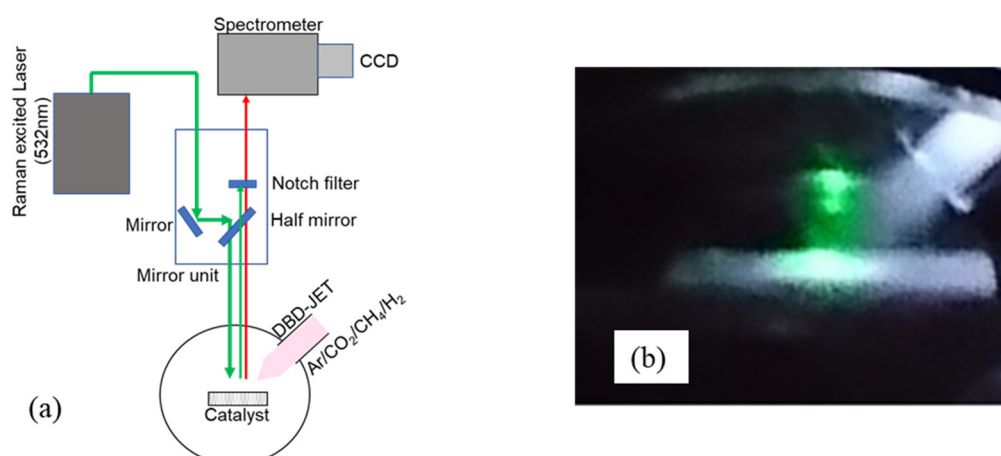 Spectrometer
CCD
Raman excited Laser
(532nm)
Notch filter
Mirror
Half mirror
Mirror unit
DBD-JET
Ar/CO₂/CH₄/H₂
Catalyst
(a)
(b)